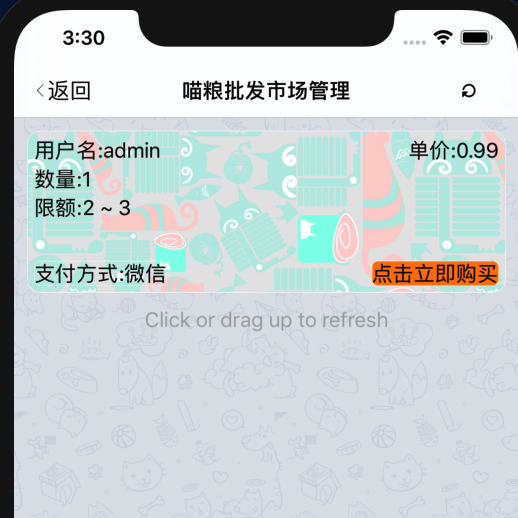 3:30
返回
喵粮批发市场管理
用户名:admin
单价:0.99
数量:1
限额:2 ~ 3
支付方式:微信
点击立即购买
Click or drag up to refresh